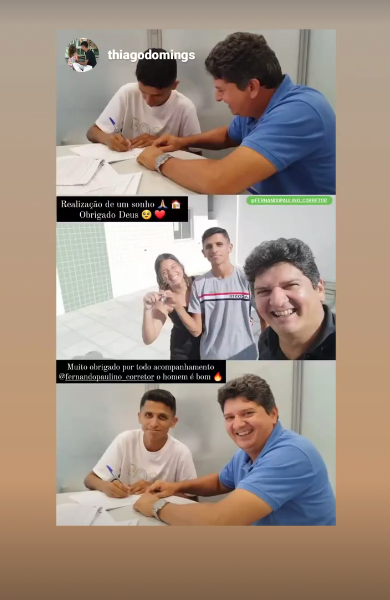 thiagodomings
Realização de um sonho 🙏🏽 🏠
@FERNANDOPAULINO_CORRETOR
Obrigado Deus 🥹 ❤️
Muito obrigado por todo acompanhamento
@fernandopaulino_corretor o homem é bom 🔥